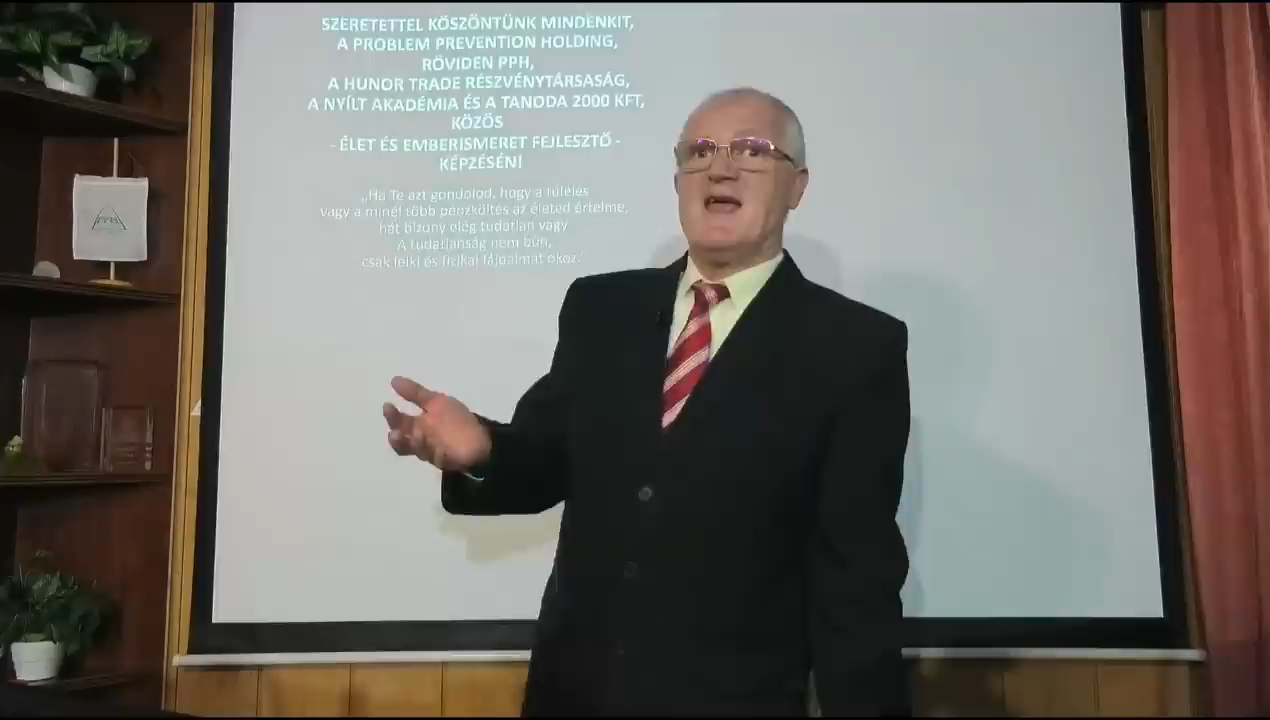 SZERETETTEL KÖSZÖNTÜNK MINDENKIT,
A PROBLEM PREVENTION HOLDING,
RÖVIDEN PPH,
A HUNOR TRADE RÉSZVÉNYTÁRSASÁG,
A NYÍLT AKADÉMIA ÉS A TANODA 2000 KFT,
KÖZÖS
- ÉLET ÉS EMBERISMERET FEJLESZTŐ -
KÉPZÉSÉN!
„Ha Te azt gondolod, hogy a túlélés
vagy a minél több pénzköltés az életed értelme,
hát bizony elég tudatlan vagy
A tudatlanság nem bűn,
csak lelki és fizikai fájdalmat okoz."
PPH